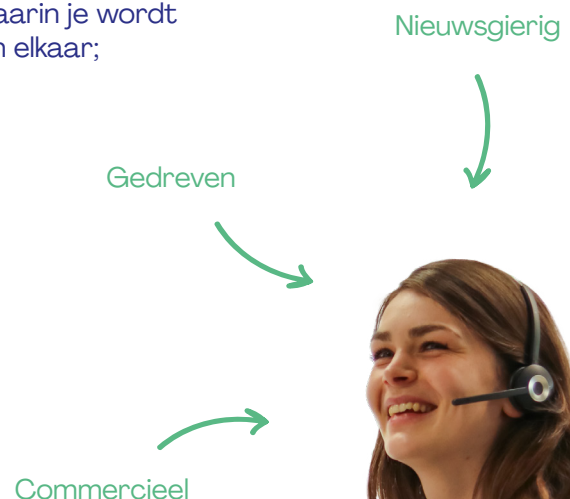 aarin je wordt
n elkaar;
Nieuwsgierig
Gedreven
Commercieel